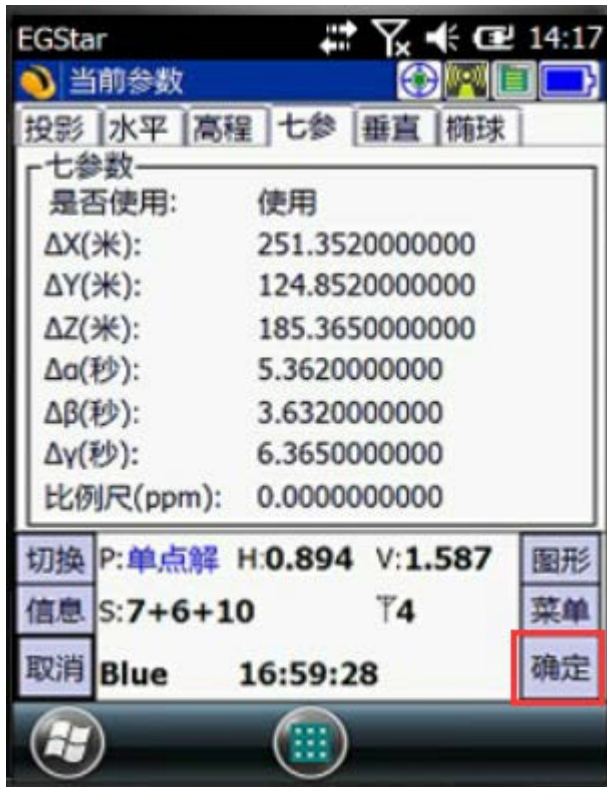 EGStar 14:17
当前参数
投影 水平 高程 七参 垂直 椭球
七参数
是否使用: 使用
ΔX(米): 251.3520000000
ΔY(米): 124.8520000000
ΔZ(米): 185.3650000000
Δα(秒): 5.3620000000
Δβ(秒): 3.6320000000
Δγ(秒): 6.3650000000
比例尺(ppm): 0.0000000000
切换 P:单点解 H:0.894 V:1.587 图形
信息 S:7+6+10 4 菜单
取消 Blue 16:59:28 确定